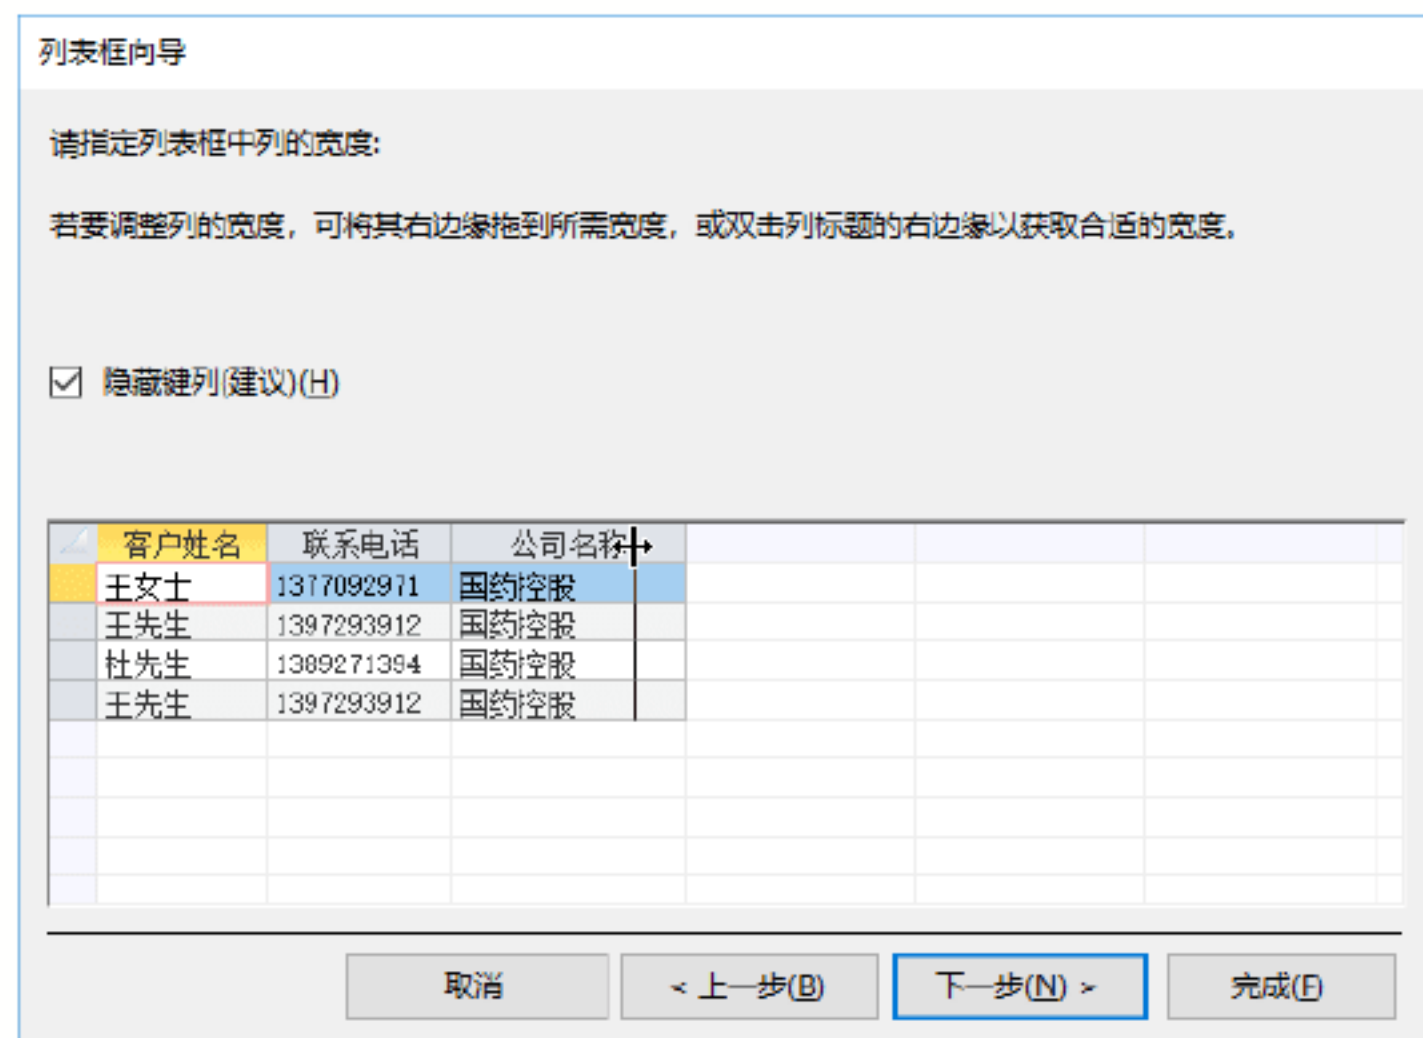 列表框向导
请指定列表框中列的宽度:
若要调整列的宽度，可将其右边缘拖到所需宽度，或双击列标题的右边缘以获取合适的宽度。
隐藏键列(建议)(H)
客户姓名 联系电话 公司名称
王女士 1377092971 国药控股
王先生 1397293912 国药控股
杜先生 1389271394 国药控股
王先生 1397293912 国药控股
取消 < 上一步(B) 下一步(N) > 完成(F)